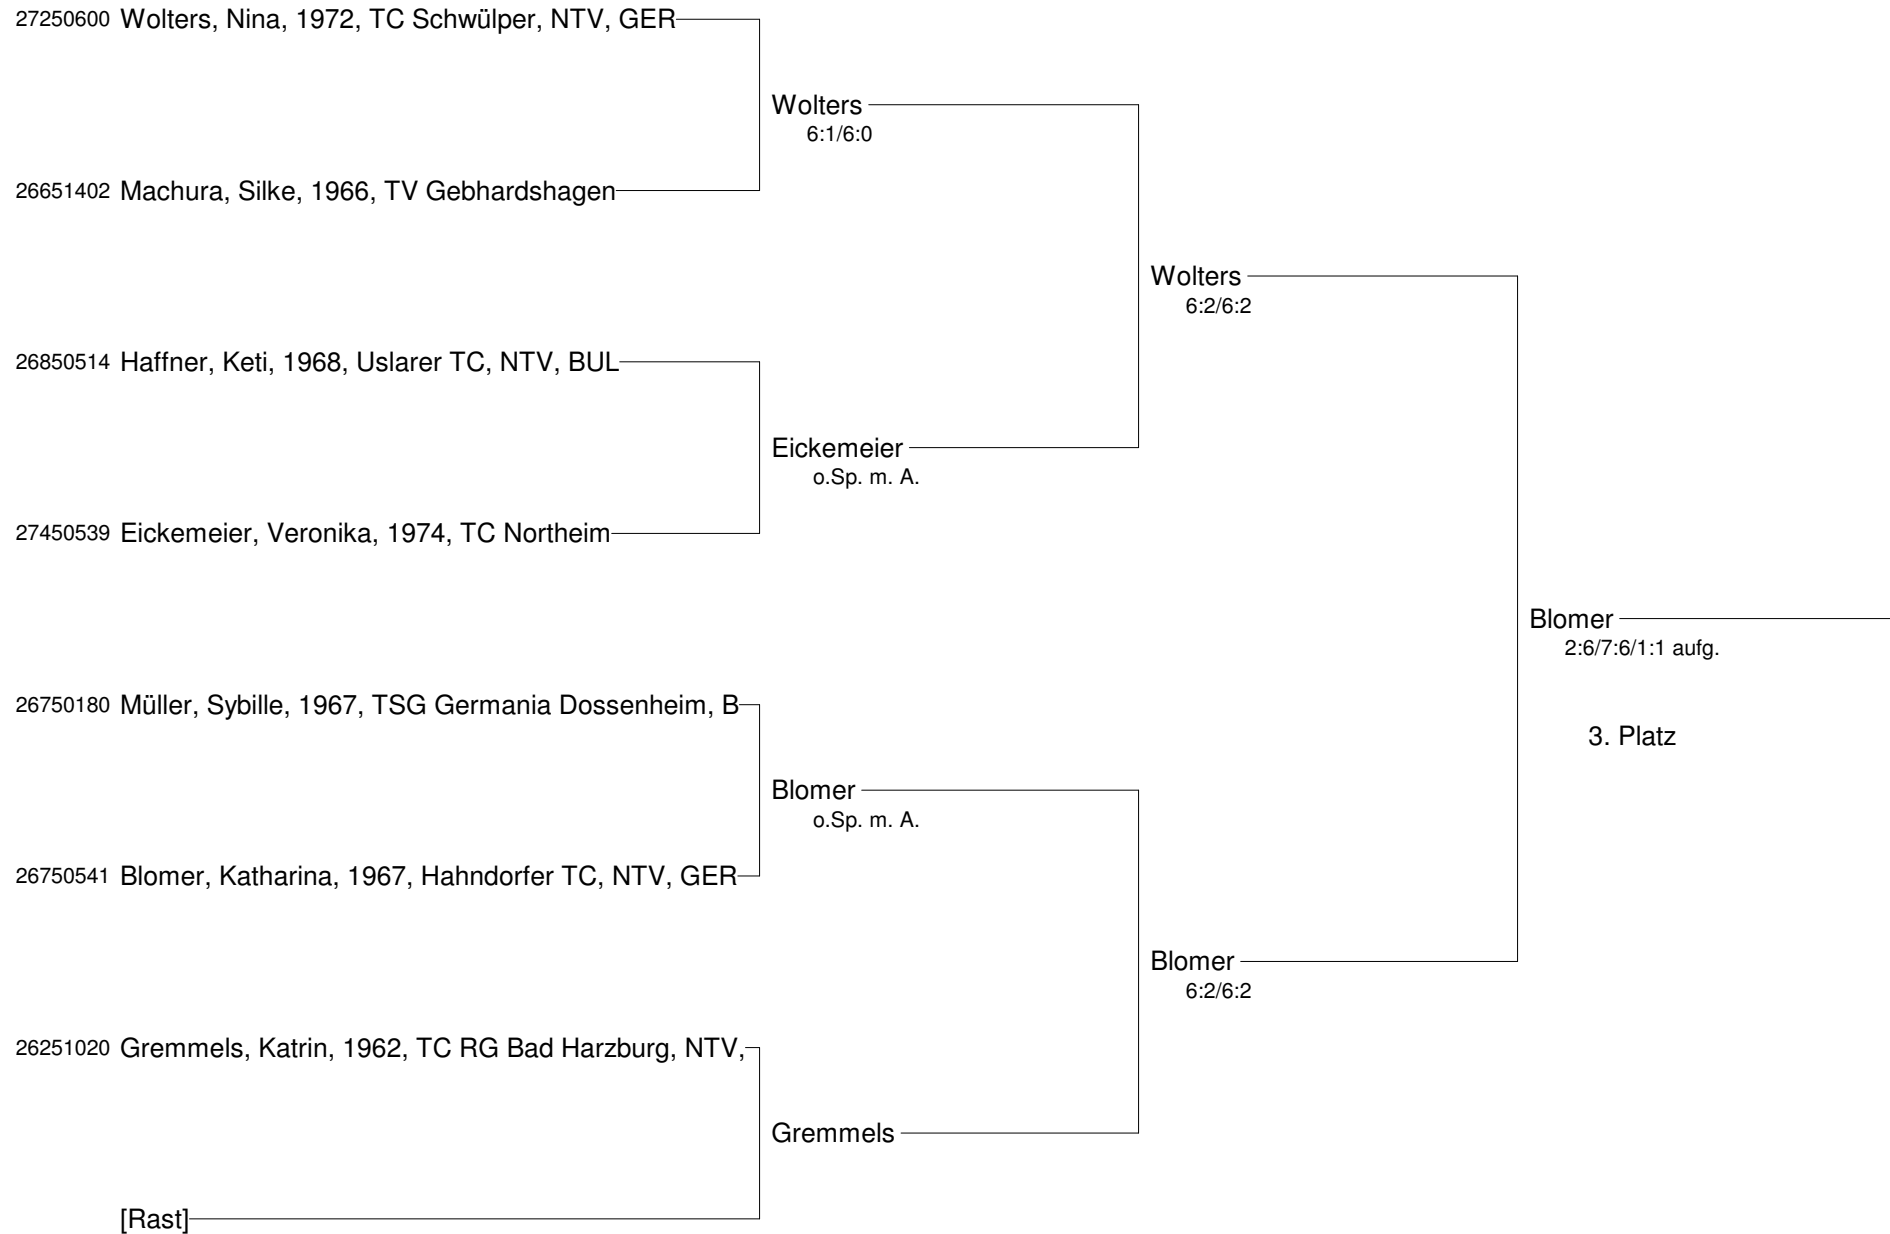 27250600 Wolters, Nina, 1972, TC Schwülper, NTV, GER
Wolters
6:1/6:0
26651402 Machura, Silke, 1966, TV Gebhardshagen
Wolters
6:2/6:2
26850514 Haffner, Keti, 1968, Uslarer TC, NTV, BUL
Eickemeier
o.Sp. m. A.
27450539 Eickemeier, Veronika, 1974, TC Northeim
Blomer
2:6/7:6/1:1 aufg.
26750180 Müller, Sybille, 1967, TSG Germania Dossenheim, B
3. Platz
Blomer
o.Sp. m. A.
26750541 Blomer, Katharina, 1967, Hahndorfer TC, NTV, GER
Blomer
6:2/6:2
26251020 Gremmels, Katrin, 1962, TC RG Bad Harzburg, NTV,
Gremmels
[Rast]